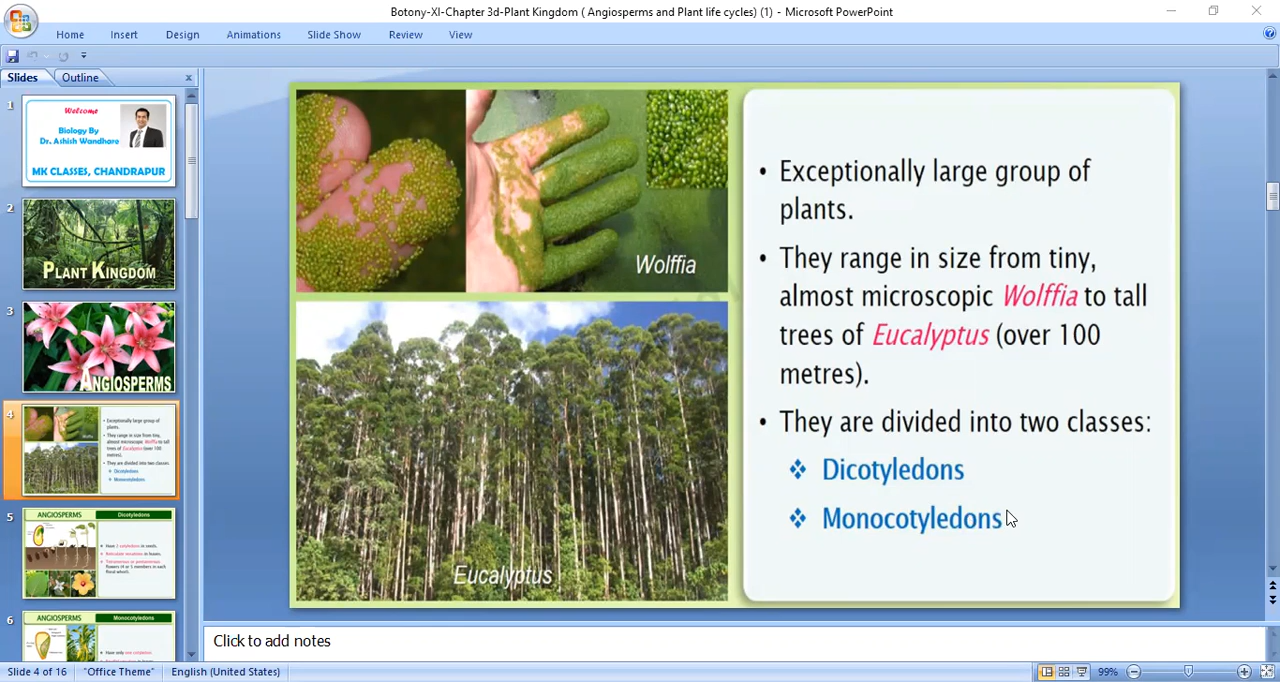 Botony-XI-Chapter 3d-Plant Kingdom ( Angiosperms and Plant life cycles) (1) - Microsoft PowerPoint
Home Insert Design Animations Slide Show Review View
Slides Outline
1
Welcome
Biology By
Dr. Ashish Wandhare
MK CLASSES, CHANDRAPUR
2
PLANT KINGDOM
3
ANGIOSPERMS
4
Exceptionally large group of
plants.
They range in size from tiny,
almost microscopic Wolffia to tall
trees of Eucalyptus (over 100
metres).
They are divided into two classes:
Dicotyledons
Monocotyledons
5
ANGIOSPERMS Dicotyledons
Have 2 cotyledons in seeds.
Reticulate venations in leaves.
Tetramerous or pentamerous
flowers (4 or 5 members in each
floral whorl).
6
ANGIOSPERMS Monocotyledons
Have only one cotyledon
Wolffia
Eucalyptus
• Exceptionally large group of
plants.
• They range in size from tiny,
almost microscopic Wolffia to tall
trees of Eucalyptus (over 100
metres).
• They are divided into two classes:
❖ Dicotyledons
❖ Monocotyledons
Click to add notes
Slide 4 of 16 "Office Theme" English (United States) 99%